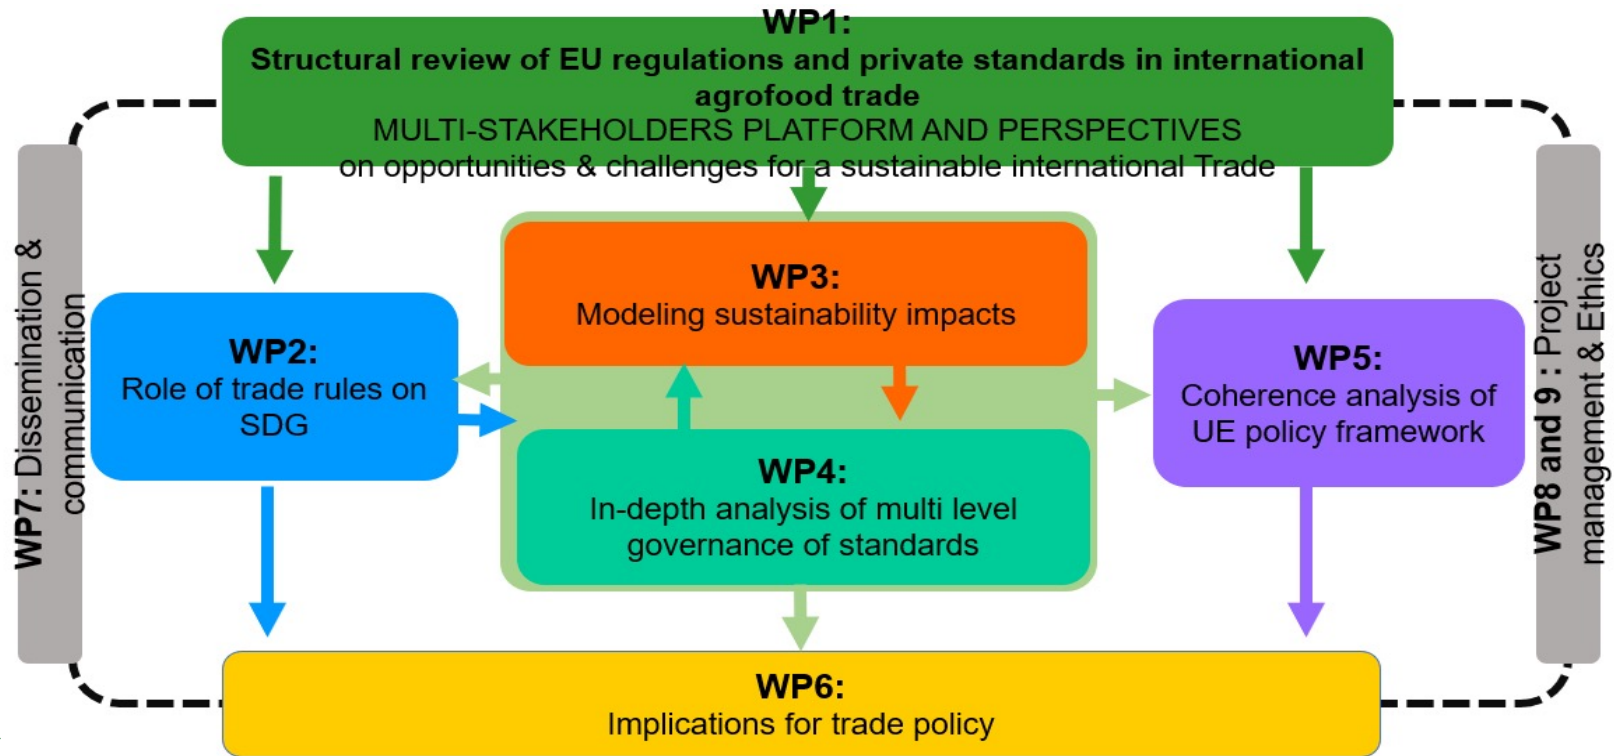 WP1:
Structural review of EU regulations and private standards in international
agrofood trade
MULTI-STAKEHOLDERS PLATFORM AND PERSPECTIVES
on opportunities & challenges for a sustainable international Trade
WP7: Dissemination &
communication
WP2:
Role of trade rules on
SDG
WP3:
Modeling sustainability impacts
WP4:
In-depth analysis of multi level
governance of standards
WP5:
Coherence analysis of
UE policy framework
WP8 and 9 : Project
management & Ethics
WP6:
Implications for trade policy